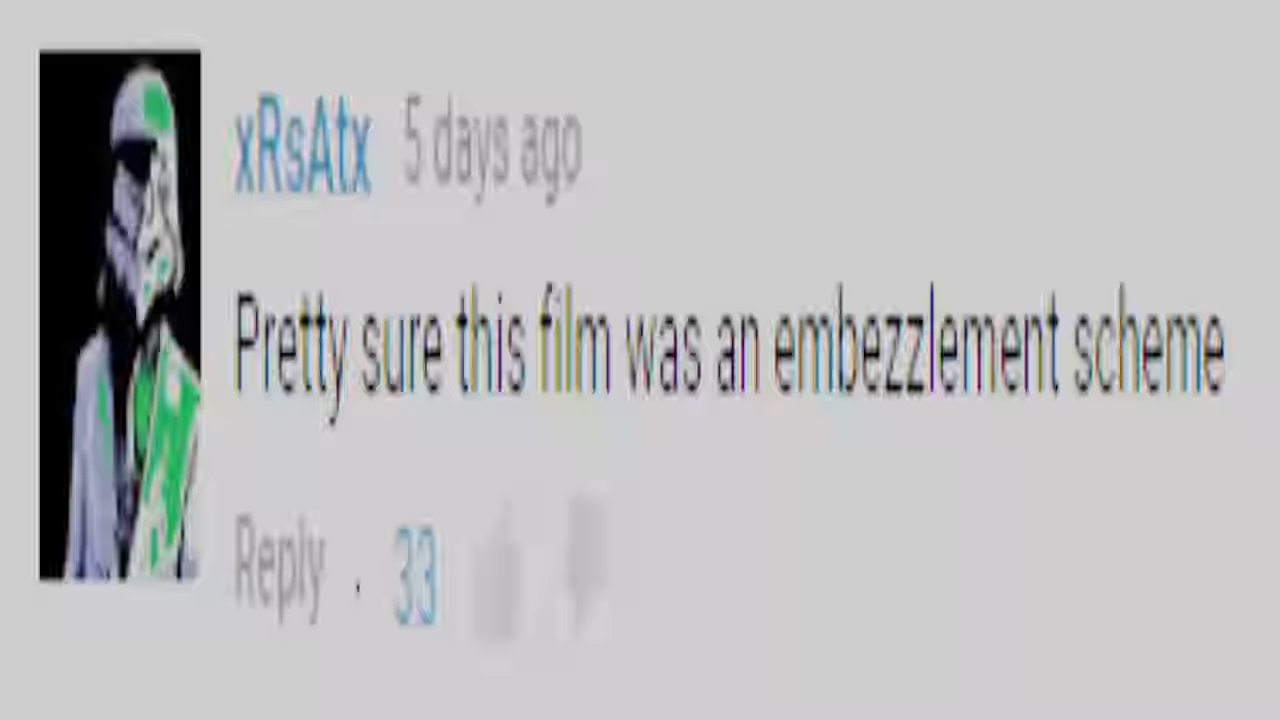 xRsAtx 5 days ago
Pretty sure this film was an embezzlement scheme
Reply · 33